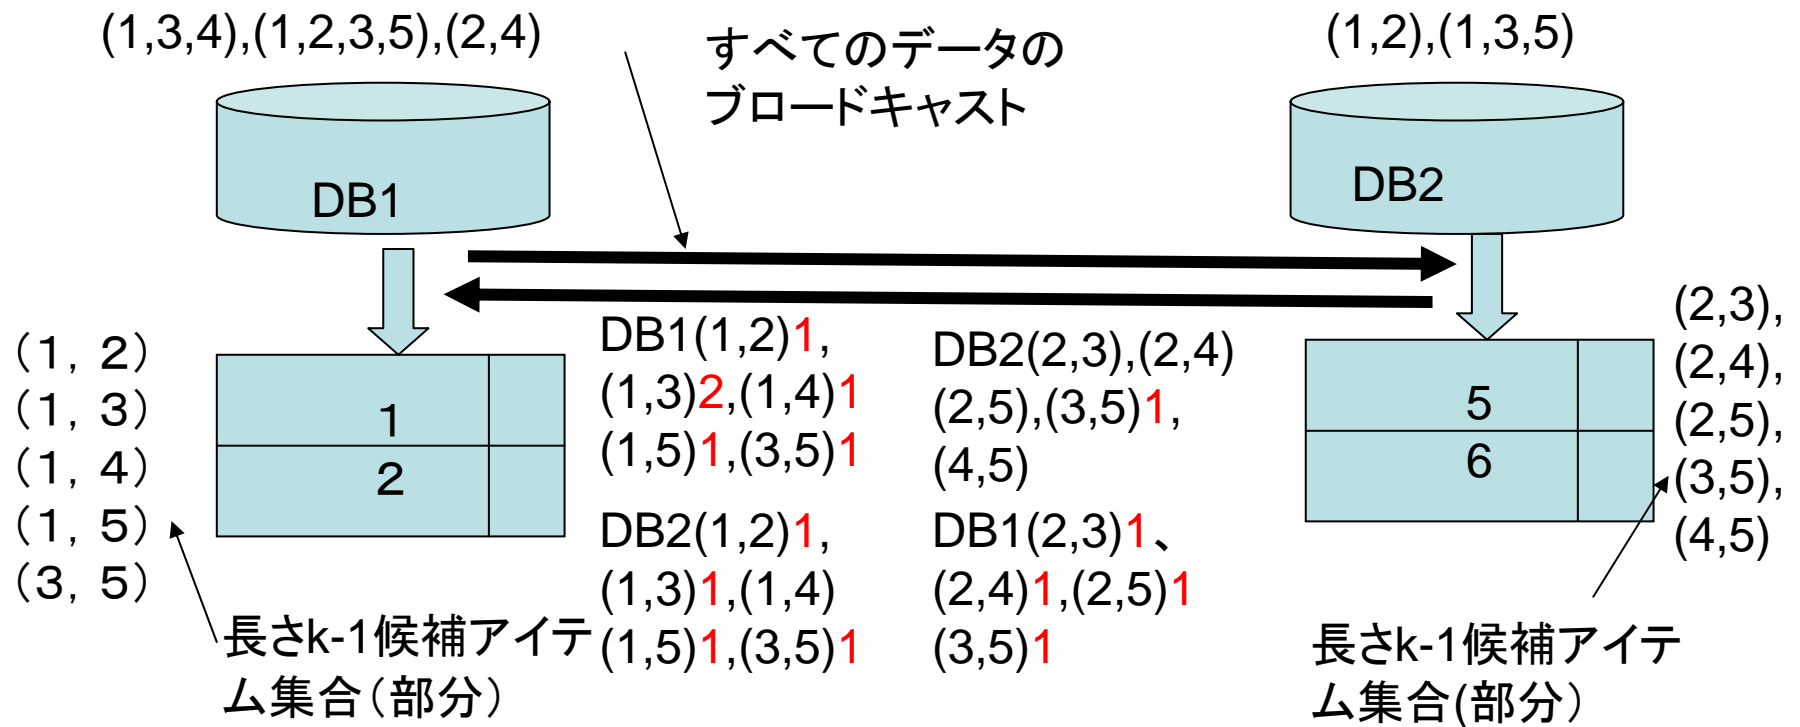 (1,3,4),(1,2,3,5),(2,4)
すべてのデータの
ブロードキャスト
(1,2),(1,3,5)
DB1
DB2
（1，2）
（1，3）
（1，4）
（1，5）
（3，5）
1
2
DB1(1,2)1,
(1,3)2,(1,4)1
(1,5)1,(3,5)1
DB2(1,2)1,
(1,3)1,(1,4)
(1,5)1,(3,5)1
DB2(2,3),(2,4)
(2,5),(3,5)1,
(4,5)
DB1(2,3)1、
(2,4)1,(2,5)1
(3,5)1
5
6
(2,3),
(2,4),
(2,5),
(3,5),
(4,5)
長さk-1候補アイテ
ム集合（部分）
長さk-1候補アイテ
ム集合(部分）